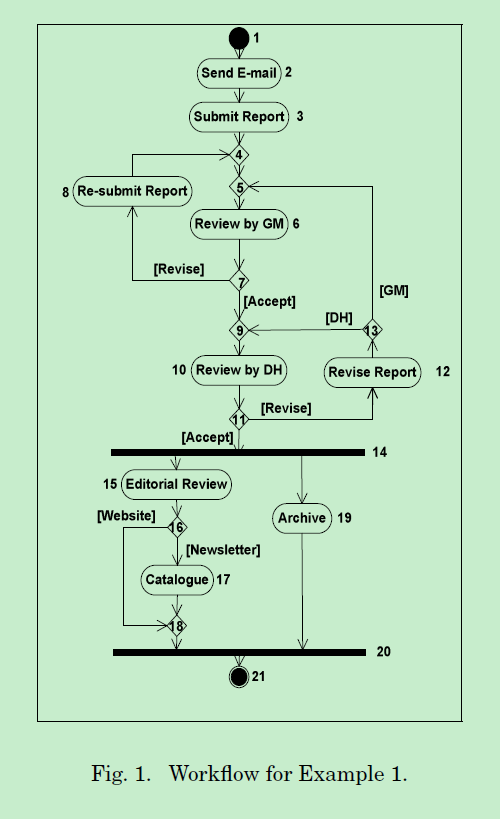 1
Send E-mail 2
Submit Report 3
4
5
8 Re-submit Report
Review by GM 6
[Revise]
7
[GM]
[Accept]
[DH]
9
13
10 Review by DH
Revise Report 12
11
[Revise]
[Accept]
14
15 Editorial Review
[Website]
16
Archive 19
[Newsletter]
Catalogue 17
18
20
21
Fig. 1. Workflow for Example 1.